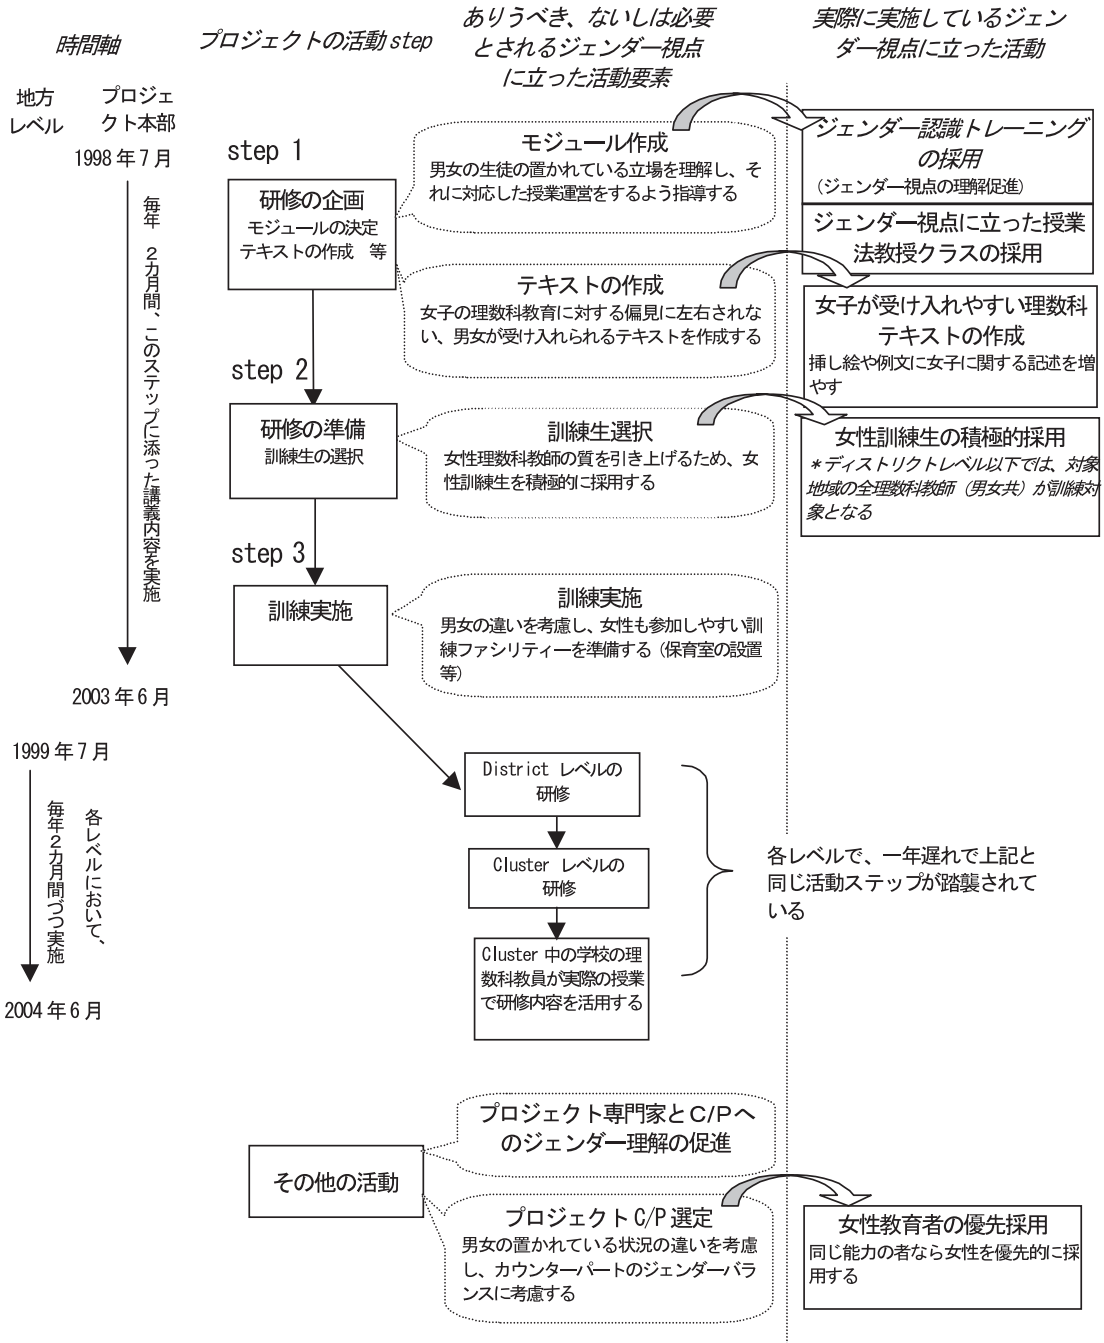 時間軸
プロジェクトの活動 step
ありうべき、ないしは必要
とされるジェンダー視点
に立った活動要素
実際に実施しているジェン
ダー視点に立った活動
地方
レベル
プロジェ
クト本部
1998 年 7 月
毎年 2カ月間、このステップに添った講義内容を実施
2003 年 6 月
1999 年 7 月
各レベルにおいて、
毎年2カ月間づつ実施
2004 年 6 月
step 1
研修の企画
モジュールの決定
テキストの作成 等
モジュール作成
男女の生徒の置かれている立場を理解し、そ
れに対応した授業運営をするよう指導する
ジェンダー認識トレーニング
の採用
(ジェンダー視点の理解促進)
ジェンダー視点に立った授業
法教授クラスの採用
テキストの作成
女子の理数科教育に対する偏見に左右されな
い、男女が受け入れられるテキストを作成する
女子が受け入れやすい理数科
テキストの作成
挿し絵や例文に女子に関する記述を増
やす
step 2
研修の準備
訓練生の選択
訓練生選択
女性理数科教師の質を引き上げるため、女
性訓練生を積極的に採用する
女性訓練生の積極的採用
*ディストリクトレベル以下では、対象
地域の全理数科教師(男女共)が訓練対
象となる
step 3
訓練実施
訓練実施
男女の違いを考慮し、女性も参加しやすい訓
練ファシリティーを準備する(保育室の設置
等)
District レベルの
研修
Cluster レベルの
研修
Cluster 中の学校の理
数科教員が実際の授業
で研修内容を活用する
各レベルで、一年遅れで上記と
同じ活動ステップが踏襲されて
いる
その他の活動
プロジェクト専門家とC/Pへ
のジェンダー理解の促進
プロジェクト C/P 選定
男女の置かれている状況の違いを考慮
し、カウンターパートのジェンダーバラ
ンスに考慮する
女性教育者の優先採用
同じ能力の者なら女性を優先的に採
用する